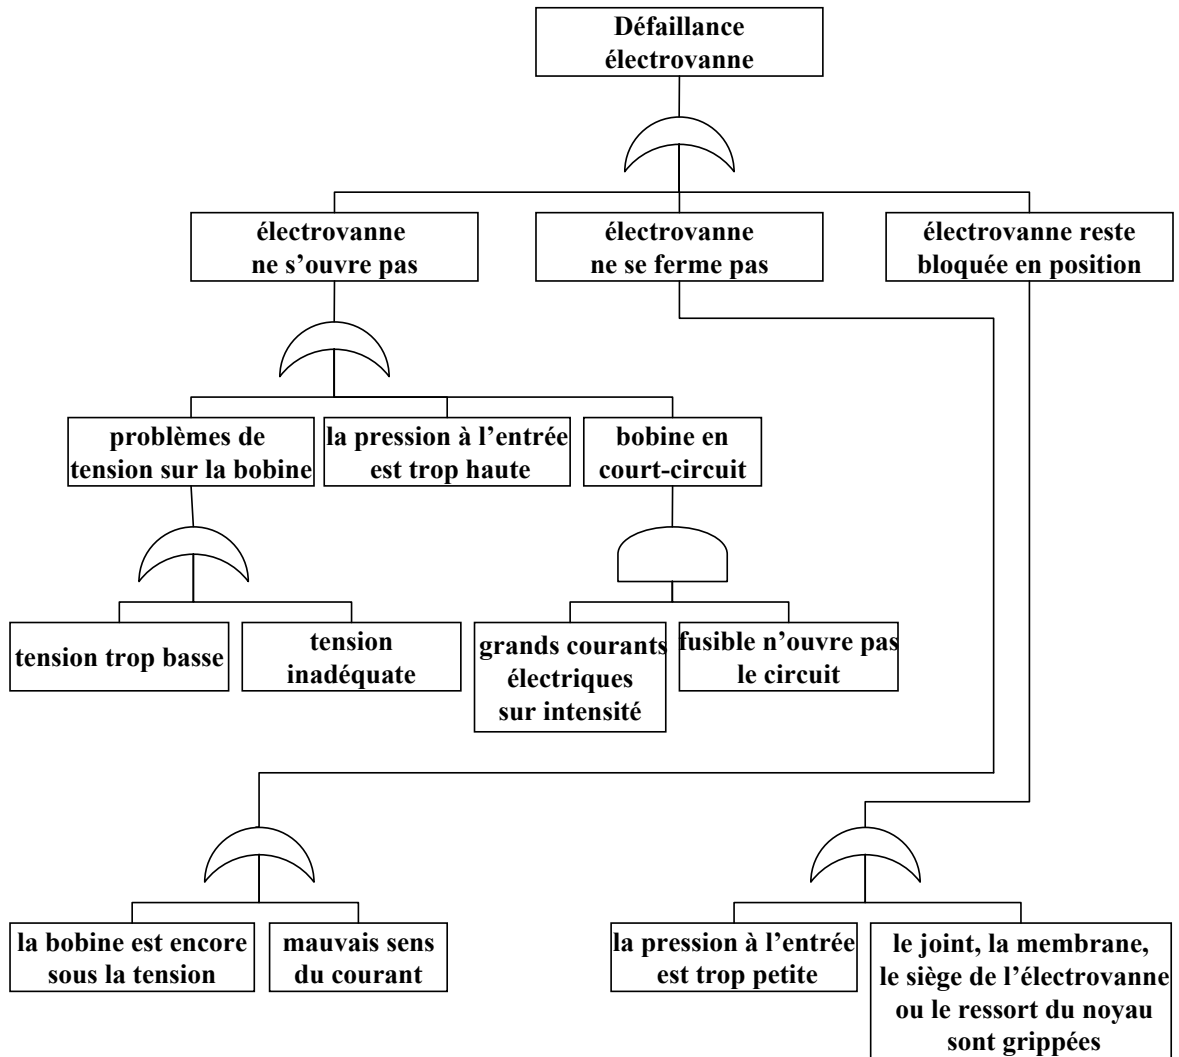 Défaillance
électrovanne
électrovanne
ne s'ouvre pas
électrovanne
ne se ferme pas
électrovanne reste
bloquée en position
problèmes de
tension sur la bobine
la pression à l'entrée
est trop haute
bobine en
court-circuit
tension trop basse
tension
inadéquate
grands courants
électriques
sur intensité
fusible n'ouvre pas
le circuit
la bobine est encore
sous la tension
mauvais sens
du courant
la pression à l'entrée
est trop petite
le joint, la membrane,
le siège de l'électrovanne
ou le ressort du noyau
sont grippées